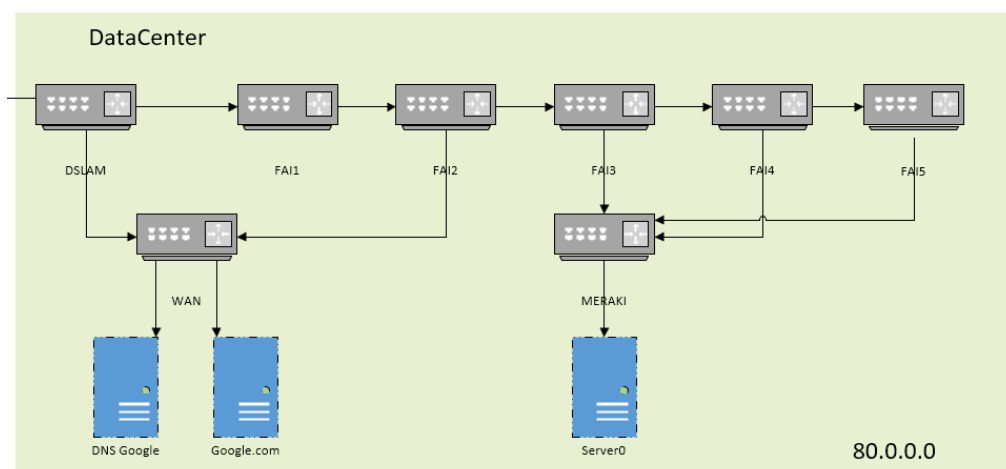 DataCenter
DSLAM
FAI1
FAI2
FAI3
FAI4
FAI5
WAN
MERAKI
DNS Google
Google.com
Server0
80.0.0.0